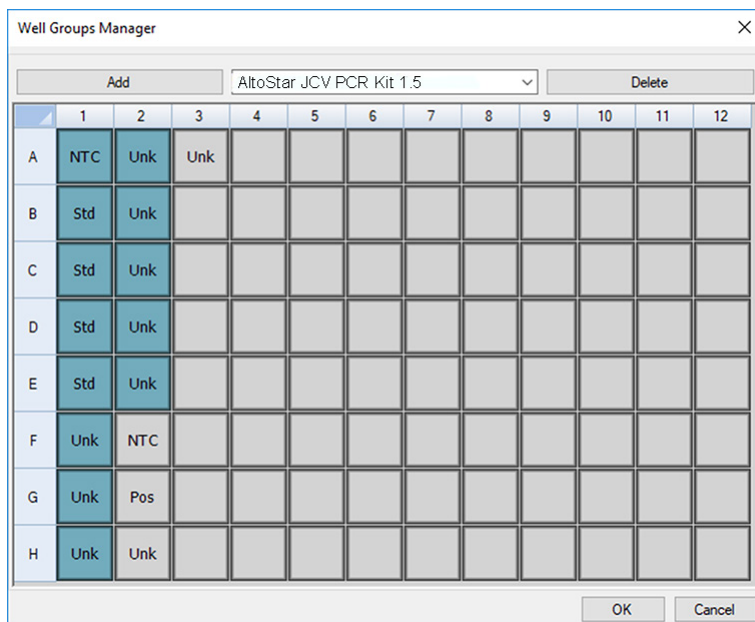 Well Groups Manager
Add AltoStar JCV PCR Kit 1.5 Delete
1 2 3 4 5 6 7 8 9 10 11 12
A NTC Unk Unk
B Std Unk
C Std Unk
D Std Unk
E Std Unk
F Unk NTC
G Unk Pos
H Unk Unk
OK Cancel